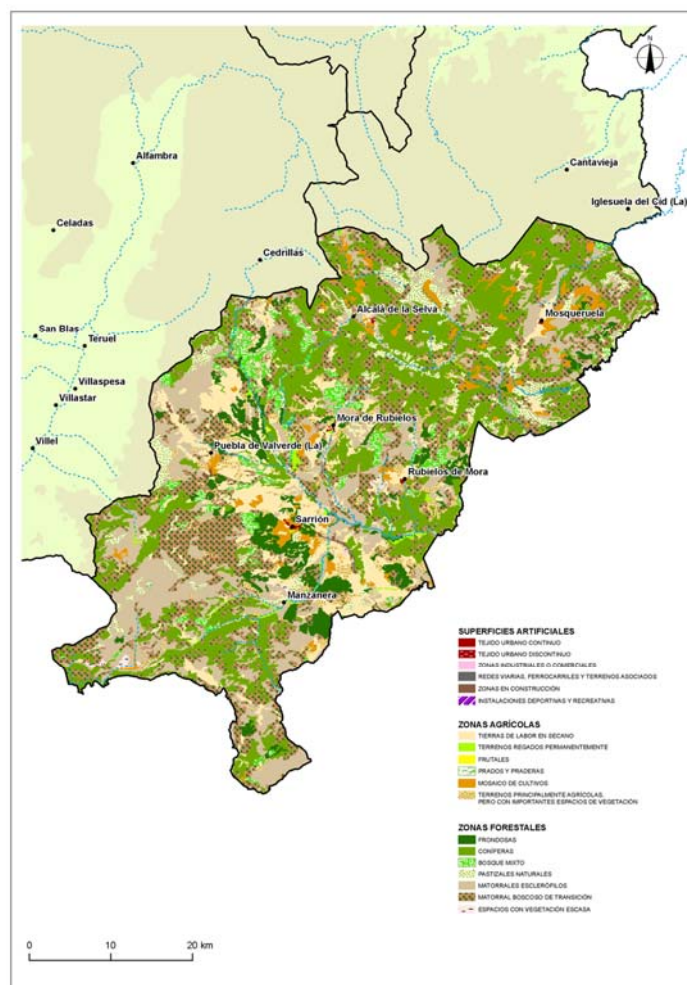 N
Alfambra
Cantavieja
Iglesuela del Cid (La)
Celadas
Cedrillas
Alcalá de la Selva
Mosqueruela
San Blas
Teruel
Villaspesa
Villastar
Mora de Rubielos
Villel
Puebla de Valverde (La)
Rubielos de Mora
Sarrión
Manzanera
SUPERFICIES ARTIFICIALES
TEJIDO URBANO CONTINUO
TEJIDO URBANO DISCONTINUO
ZONAS INDUSTRIALES O COMERCIALES
REDES VIARIAS, FERROCARRILES Y TERRENOS ASOCIADOS
ZONAS EN CONSTRUCCIÓN
INSTALACIONES DEPORTIVAS Y RECREATIVAS
ZONAS AGRÍCOLAS
TIERRAS DE LABOR EN SECANO
TERRENOS REGADOS PERMANENTEMENTE
FRUTALES
PRADOS Y PRADERAS
MOSAICO DE CULTIVOS
TERRENOS PRINCIPALMENTE AGRÍCOLAS,
PERO CON IMPORTANTES ESPACIOS DE VEGETACIÓN
ZONAS FORESTALES
FRONDOSAS
CONÍFERAS
BOSQUE MIXTO
PASTIZALES NATURALES
MATORRALES ESCLERÓFILOS
MATORRAL BOSCOSO DE TRANSICIÓN
ESPACIOS CON VEGETACIÓN ESCASA
0 10 20 km